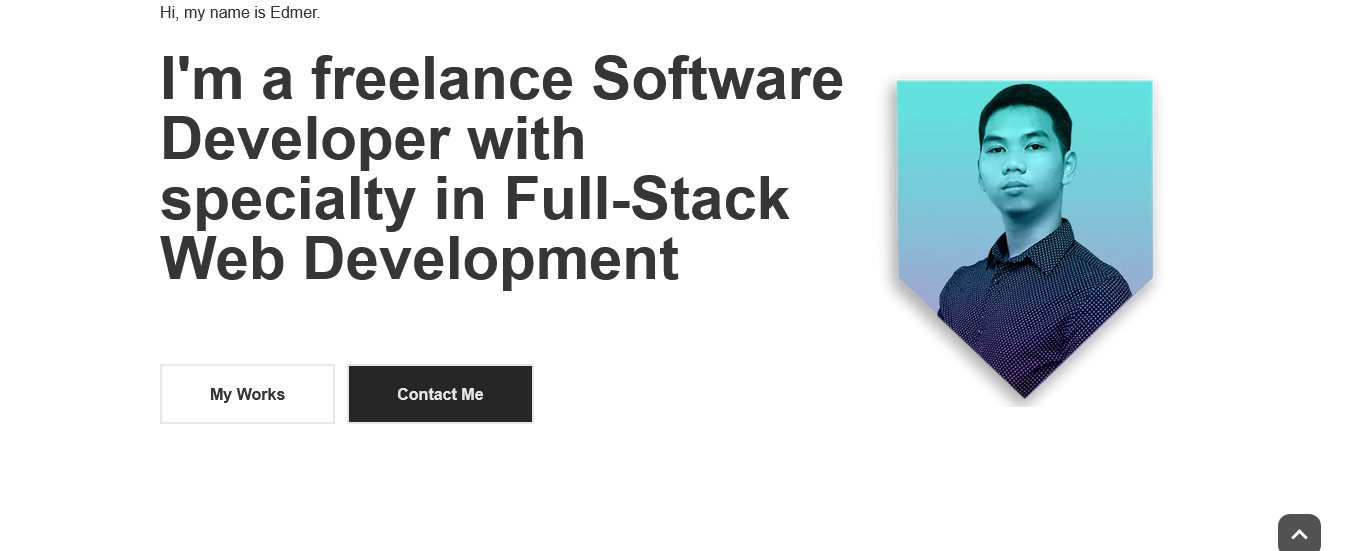 Hi, my name is Edmer.
I'm a freelance Software
Developer with
specialty in Full-Stack
Web Development
My Works
Contact Me